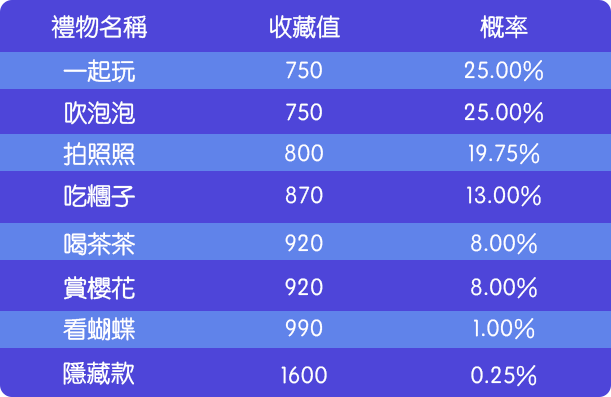 禮物名稱 收藏值 概率
一起玩 750 25.00%
吹泡泡 750 25.00%
拍照照 800 19.75%
吃糰子 870 13.00%
喝茶茶 920 8.00%
賞櫻花 920 8.00%
看蝴蝶 990 1.00%
隱藏款 1600 0.25%